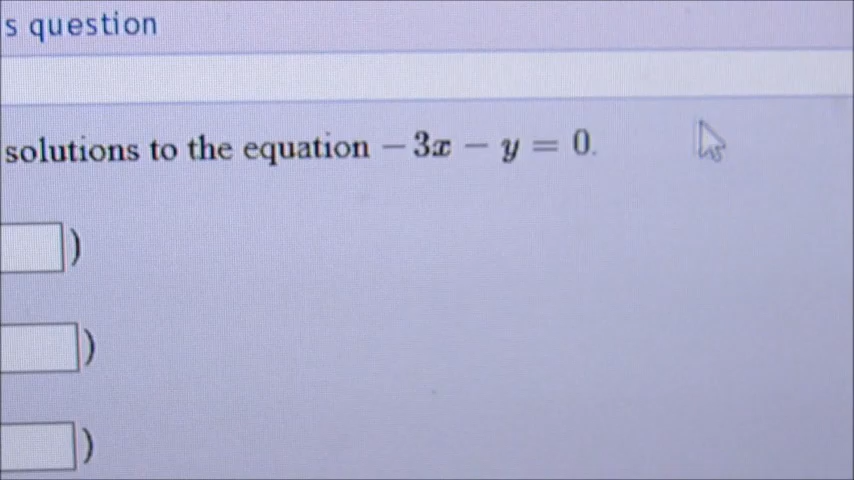 s question
solutions to the equation −3x − y = 0.
)
)
)